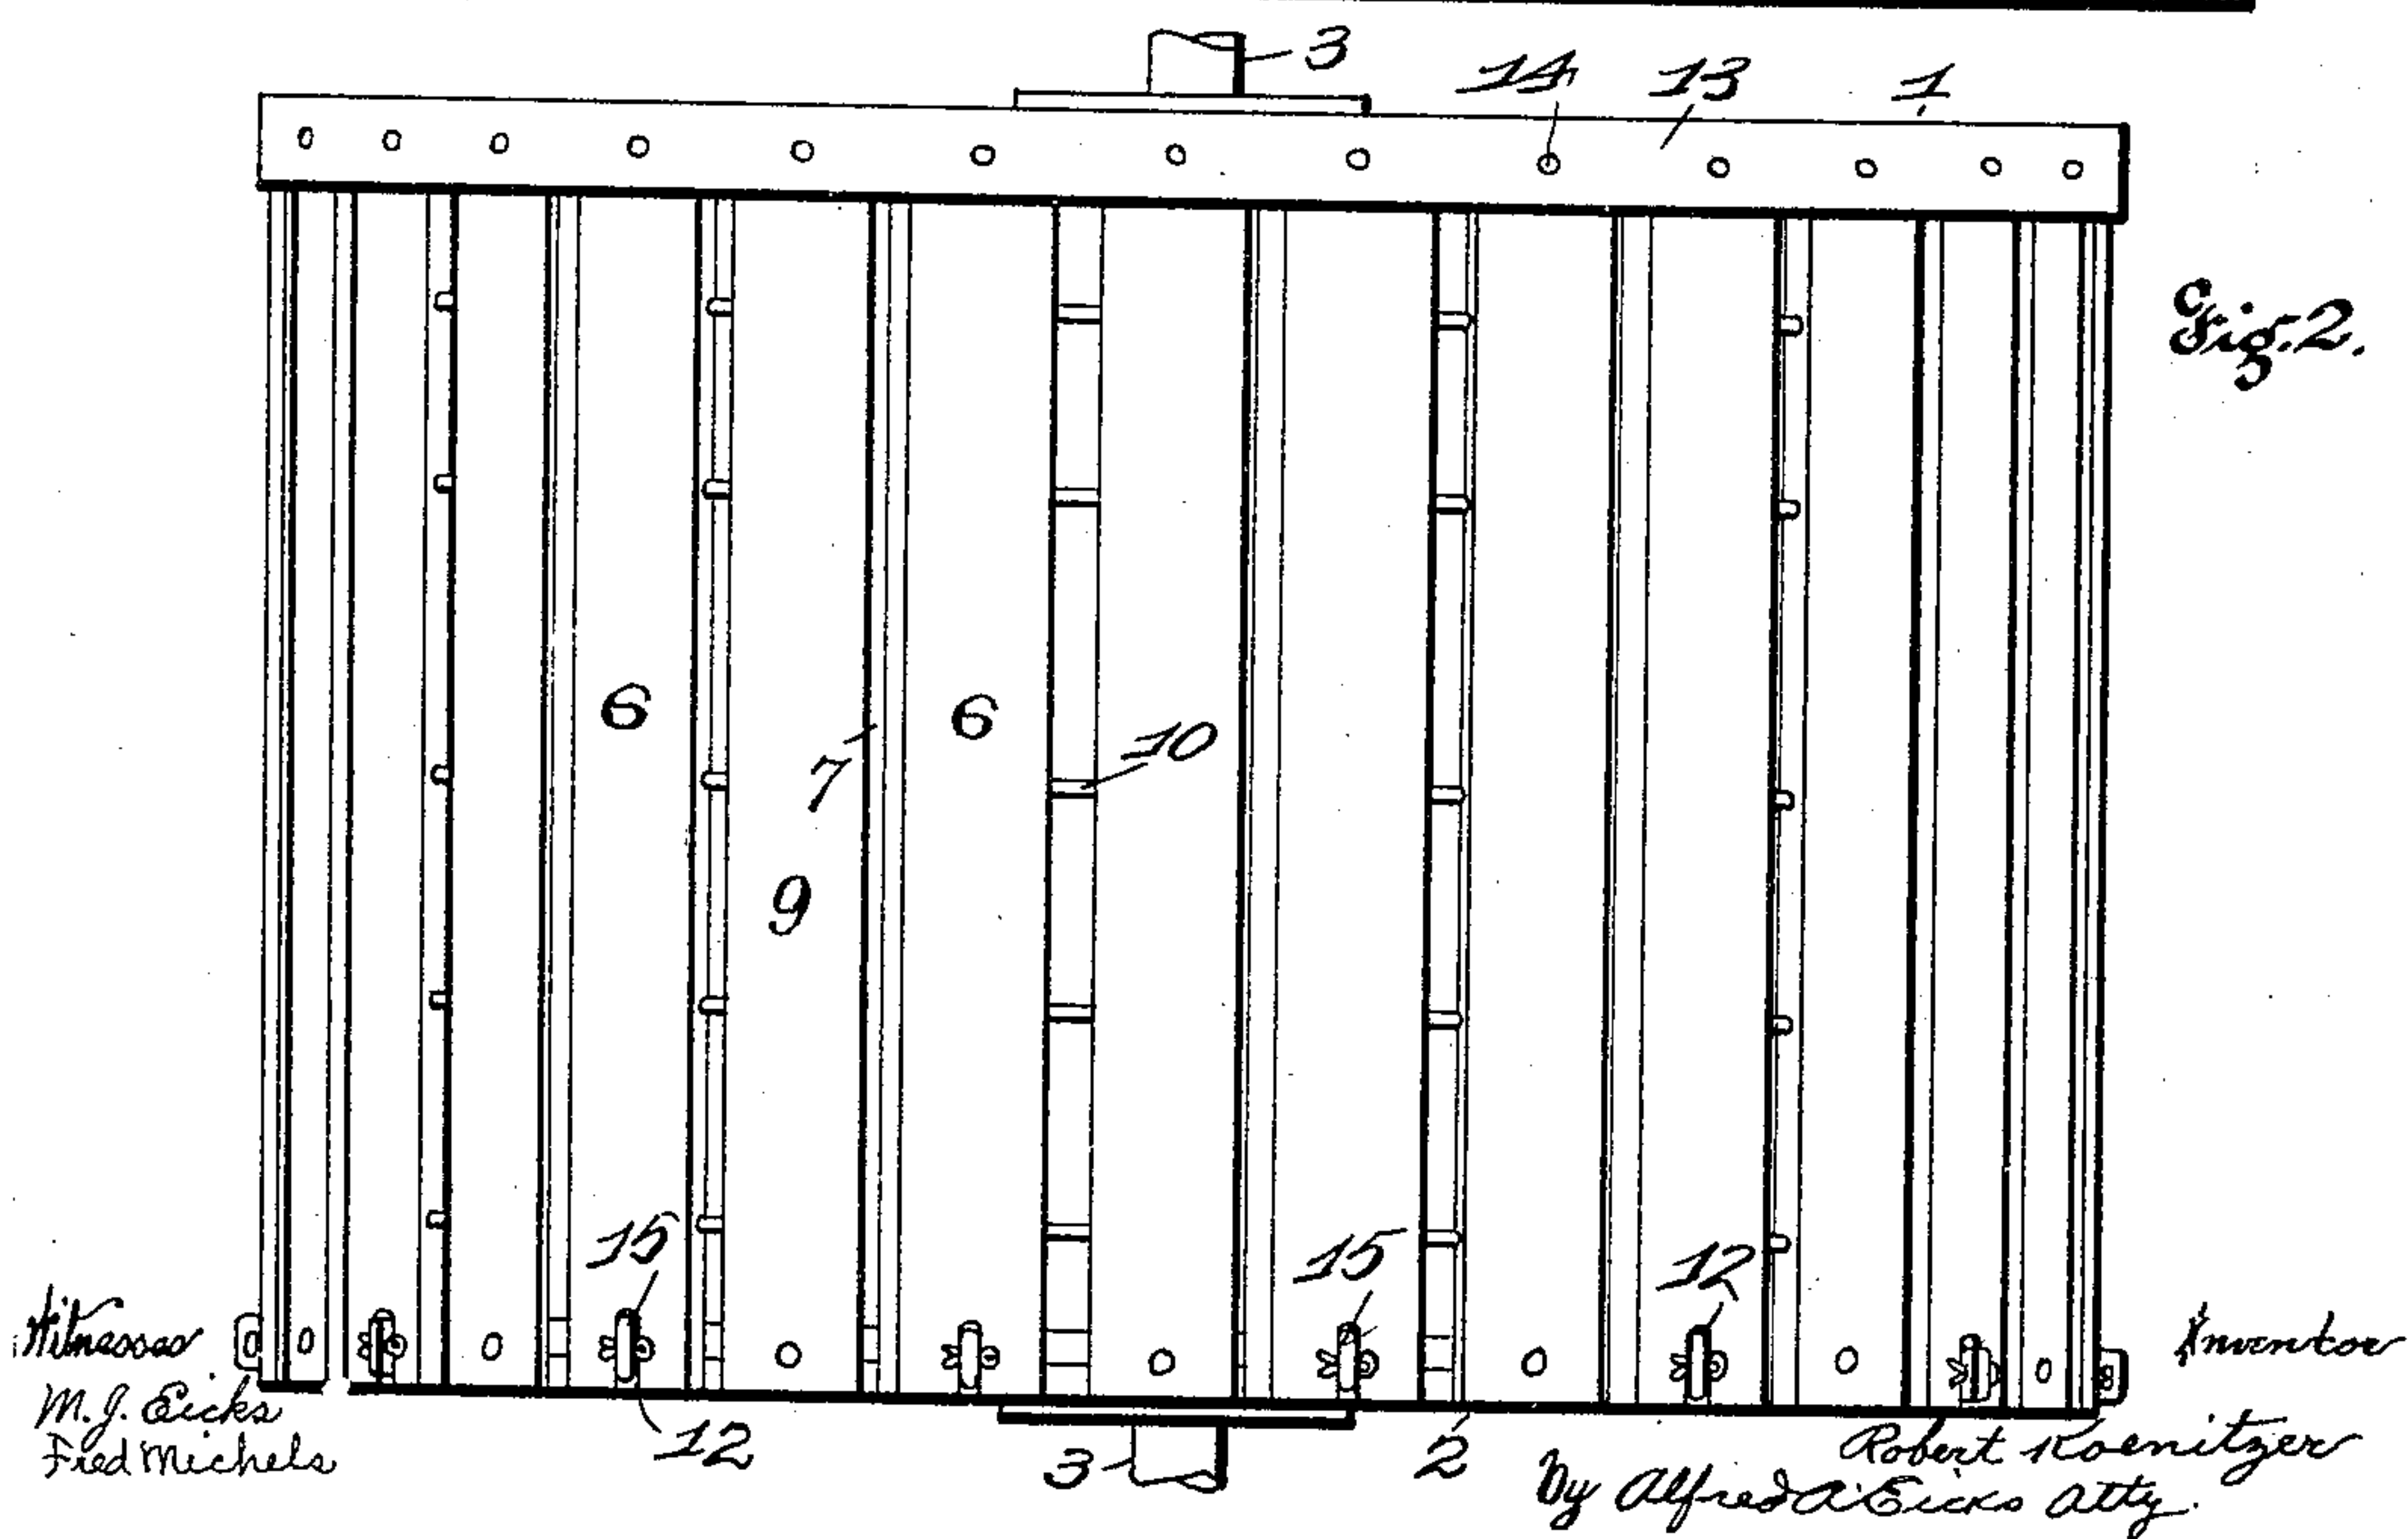 3
14 13 1
Fig. 2.
6 6
7 10
9
15 15 12
Witnesses
M. J. Eicks
Fred Michels
12 3 2
Inventor
Robert Koenitzer
By Alfred A. Eicks Atty.